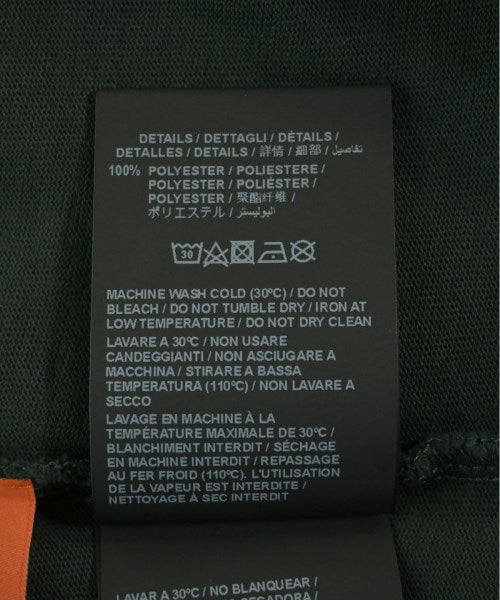 DETAILS / DETTAGLI / DÉTAILS /
DETALLES / DETAILS / 詳情 / 細部 / تفاصيل
100% POLYESTER / POLIESTERE /
POLYESTER / POLIÉSTER /
POLYESTER / 聚酯纤维 /
ポリエステル / البوليستر
30
MACHINE WASH COLD (30ºC) / DO NOT
BLEACH / DO NOT TUMBLE DRY / IRON AT
LOW TEMPERATURE / DO NOT DRY CLEAN
LAVARE A 30ºC / NON USARE
CANDEGGIANTI / NON ASCIUGARE A
MACCHINA / STIRARE A BASSA
TEMPERATURA (110ºC) / NON LAVARE A
SECCO
LAVAGE EN MACHINE À LA
TEMPÉRATURE MAXIMALE DE 30ºC /
BLANCHIMENT INTERDIT / SÉCHAGE
EN MACHINE INTERDIT / REPASSAGE
AU FER FROID (110ºC). L'UTILISATION
DE LA VAPEUR EST INTERDITE /
NETTOYAGE À SEC INTERDIT
LAVAR A 30ºC / NO BLANQUEAR /
SECADORA /